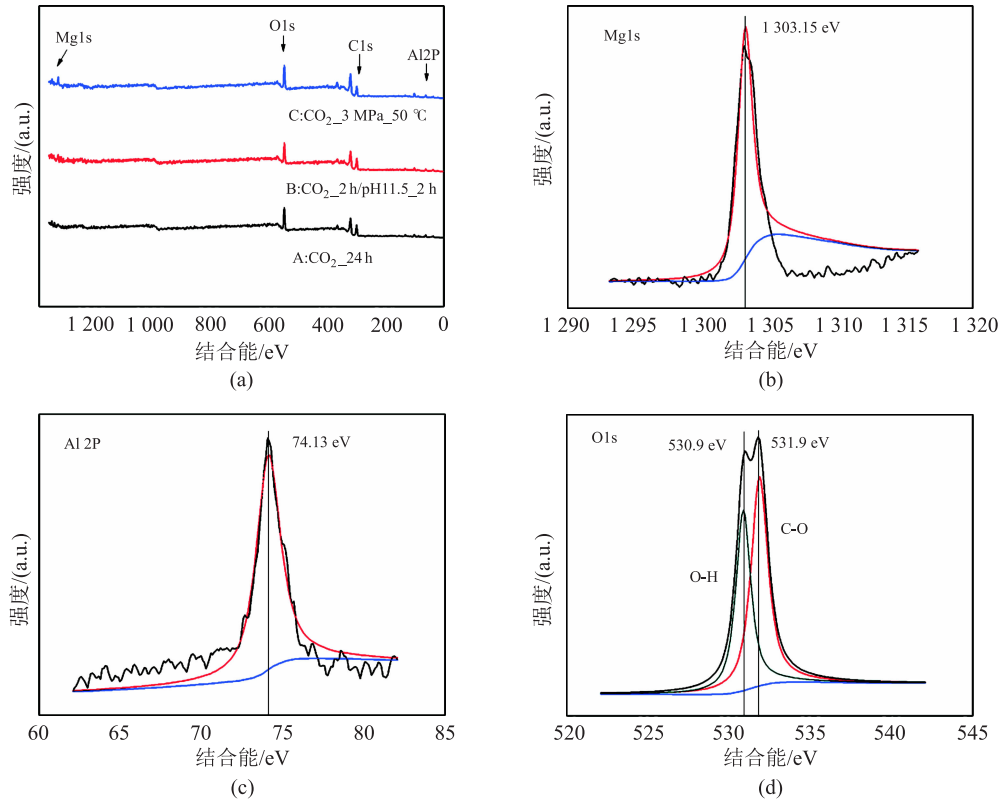 Mg1s
O1s
C1s
Al2P
C:CO₂_3 MPa_50 ℃
B:CO₂_2 h/pH11.5_2 h
A:CO₂_24 h
强度/(a.u.)
1 200 1 000 800 600 400 200 0
结合能/eV
(a)
Mg1s
1 303.15 eV
强度/(a.u.)
1 290 1 295 1 300 1 305 1 310 1 315 1 320
结合能/eV
(b)
Al 2P
74.13 eV
强度/(a.u.)
60 65 70 75 80 85
结合能/eV
(c)
O1s
530.9 eV
531.9 eV
C-O
O-H
强度/(a.u.)
520 525 530 535 540 545
结合能/eV
(d)